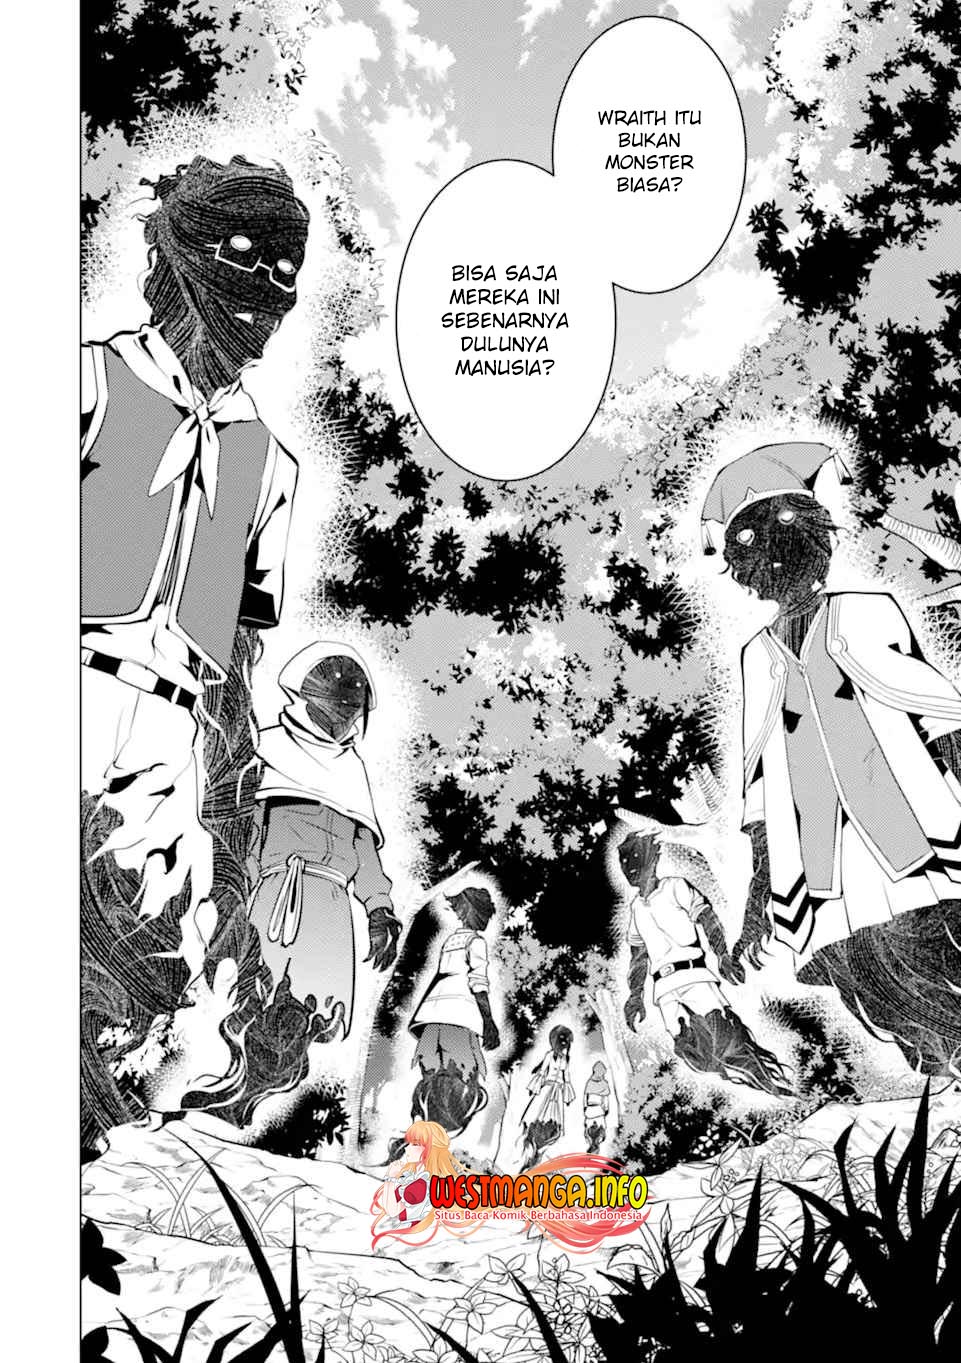 WRAITH ITU
BUKAN
MONSTER
BIASA?
BISA SAJA
MEREKA INI
SEBENARNYA
DULUNYA
MANUSIA?
WESTMANGA.INFO
Situs Baca Komik Berbahasa Indonesia